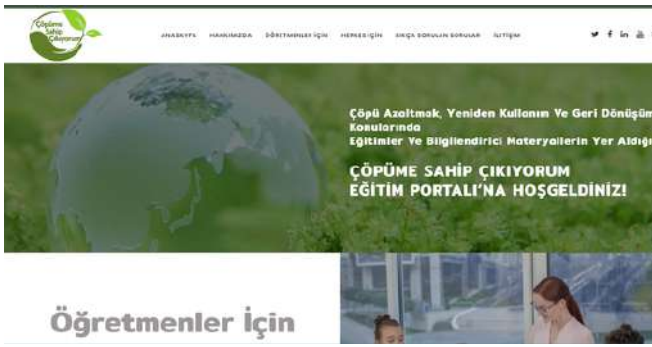 Çöpüme
Sahip
Çıkıyorum
ANASAYFA HAKKIMIZDA ÖĞRETMENLER İÇİN HERKES İÇİN SIKÇA SORULAN SORULAR İLETİŞİM
Çöpü Azaltmak, Yeniden Kullanım Ve Geri Dönüşüm
Konularında
Eğitimler Ve Bilgilendirici Materyallerin Yer Aldığı
ÇÖPÜME SAHİP ÇIKIYORUM
EĞİTİM PORTALI'NA HOŞGELDİNİZ!
Öğretmenler İçin